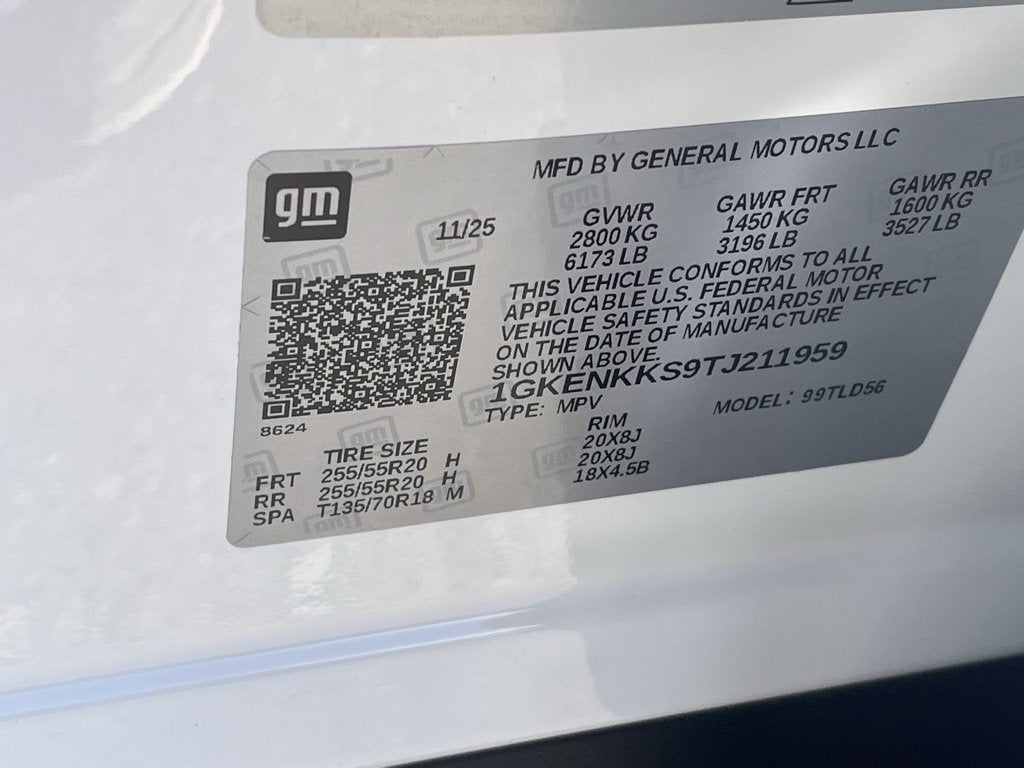 MFD BY GENERAL MOTORS LLC
gm
11/25
GVWR GAWR FRT GAWR RR
2800 KG 1450 KG 1600 KG
6173 LB 3196 LB 3527 LB
THIS VEHICLE CONFORMS TO ALL
APPLICABLE U.S. FEDERAL MOTOR
VEHICLE SAFETY STANDARDS IN EFFECT
ON THE DATE OF MANUFACTURE
SHOWN ABOVE.
1GKENKKS9TJ211959
TYPE: MPV MODEL: 99TLD56
8624
TIRE SIZE RIM
FRT 255/55R20 H 20X8J
RR 255/55R20 H 20X8J
SPA T135/70R18 M 18X4.5B